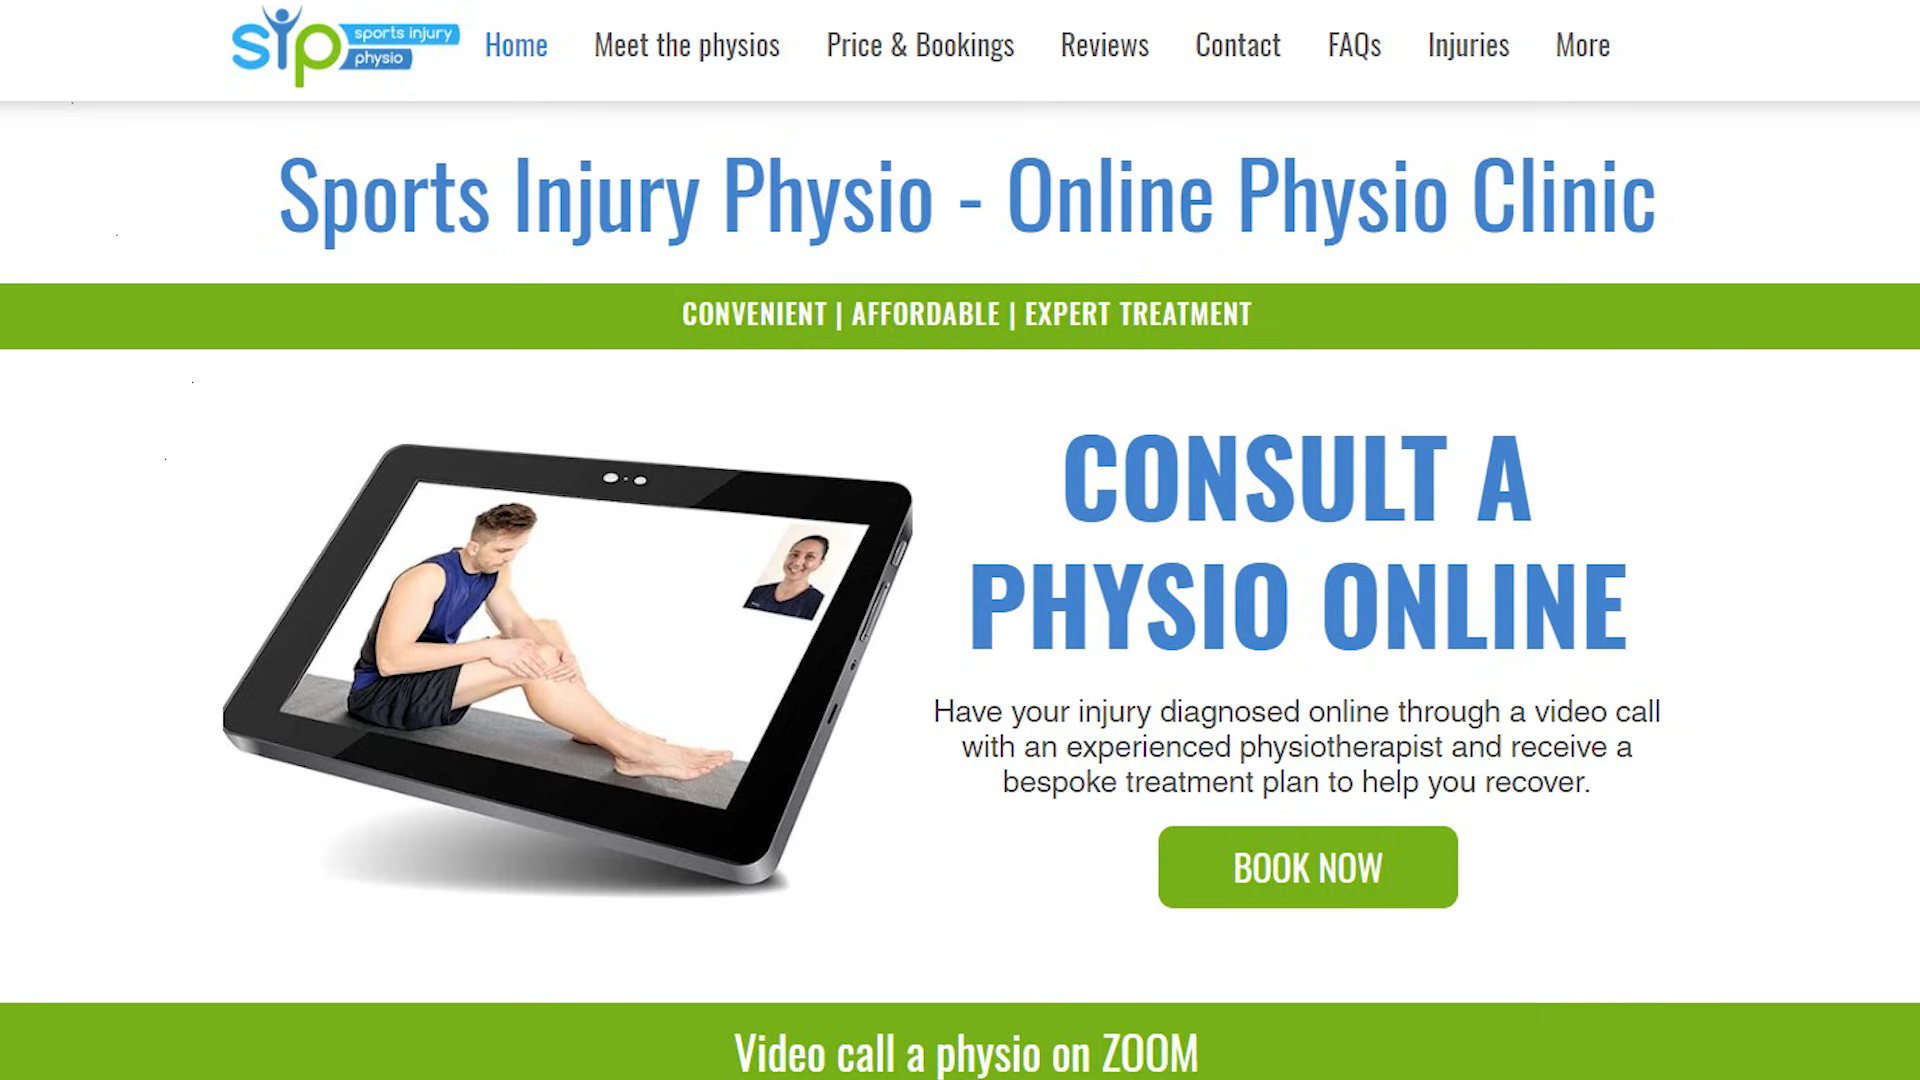 sip sports injury
physio
Home Meet the physios Price & Bookings Reviews Contact FAQs Injuries More
Sports Injury Physio - Online Physio Clinic
CONVENIENT | AFFORDABLE | EXPERT TREATMENT
CONSULT A
PHYSIO ONLINE
Have your injury diagnosed online through a video call
with an experienced physiotherapist and receive a
bespoke treatment plan to help you recover.
BOOK NOW
Video call a physio on ZOOM